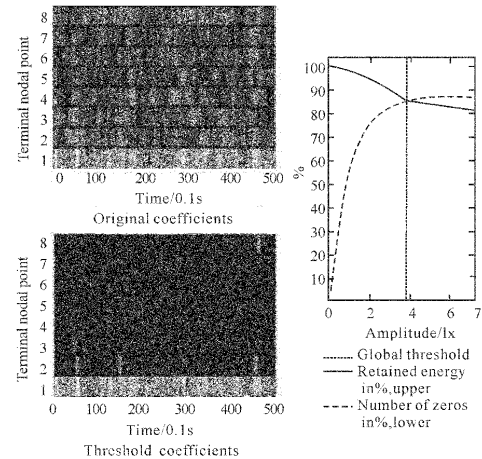 Terminal nodal point
8
7
6
5
4
3
2
1
0 100 200 300 400 500
Time/0.1s
Original coefficients
Terminal nodal point
8
7
6
5
4
3
2
1
0 100 200 300 400 500
Time/0.1s
Threshold coefficients
%
100
90
80
70
60
50
40
30
20
10
0 2 4 6 7
Amplitude/lx
Global threshold
Retained energy
in%,upper
Number of zeros
in%,lower